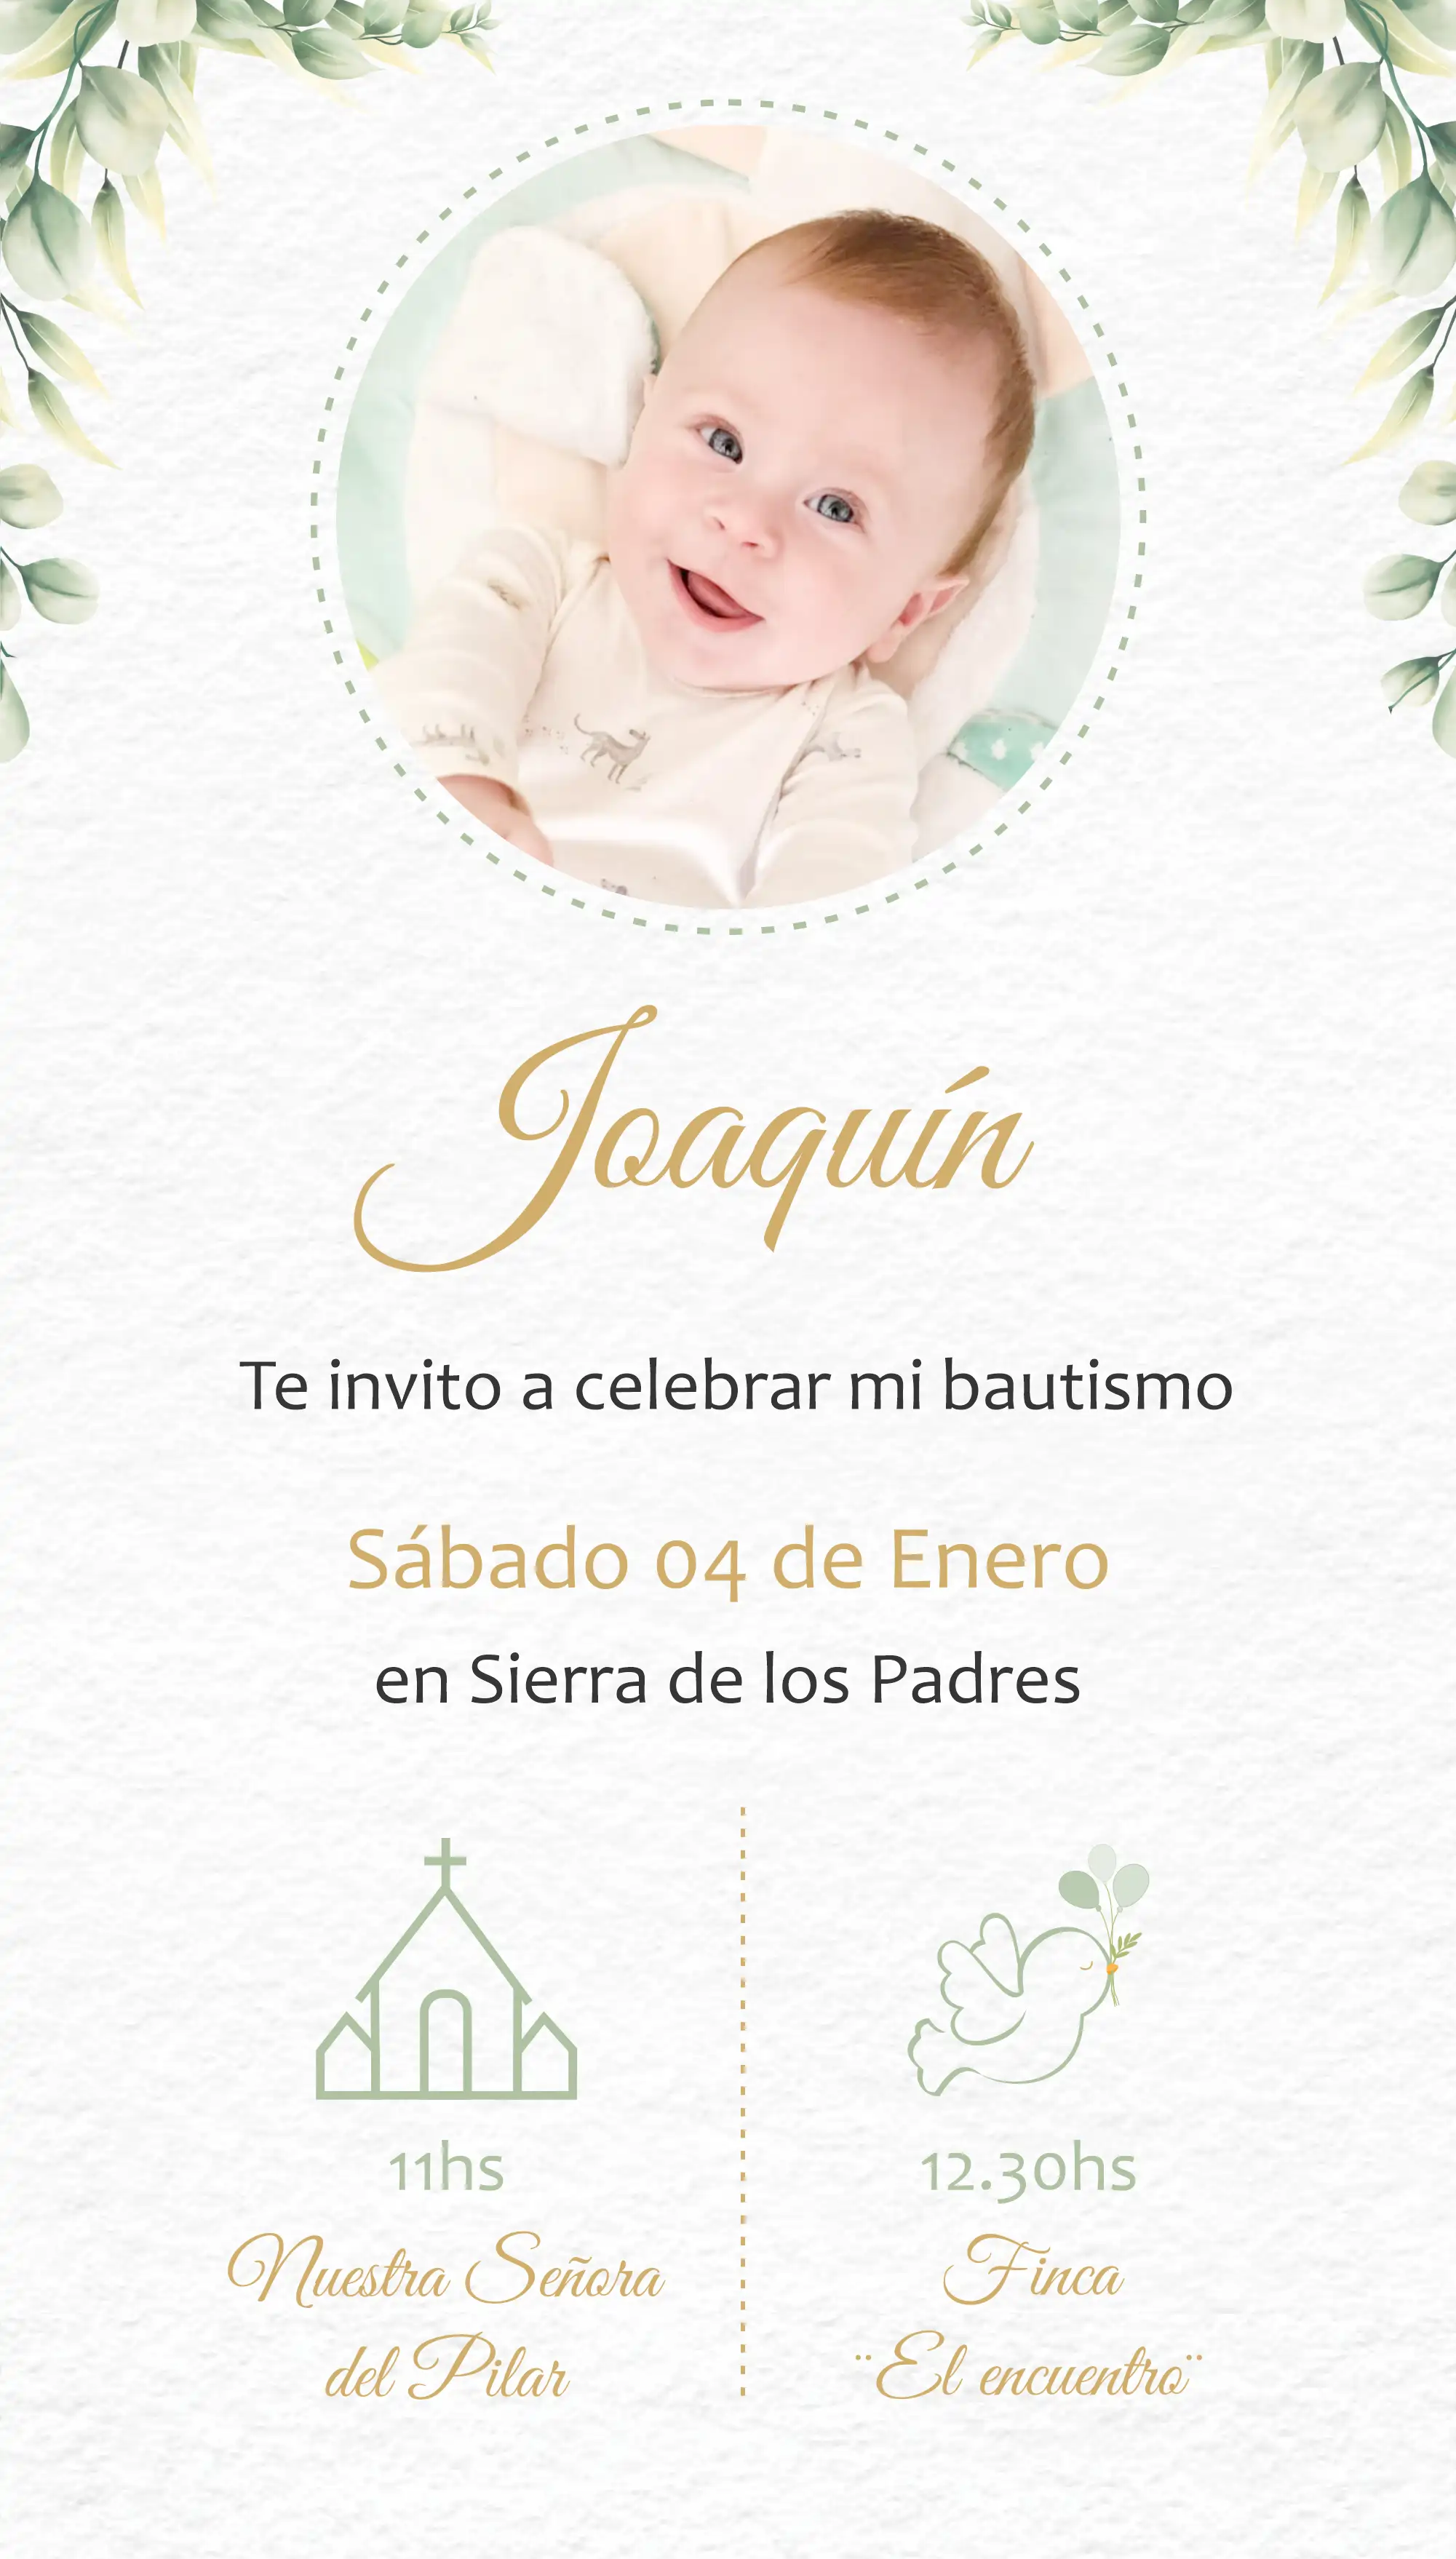 Joaquín
Te invito a celebrar mi bautismo
Sábado 04 de Enero
en Sierra de los Padres
11hs
Nuestra Señora
del Pilar
12.30hs
Finca
¨El encuentro¨